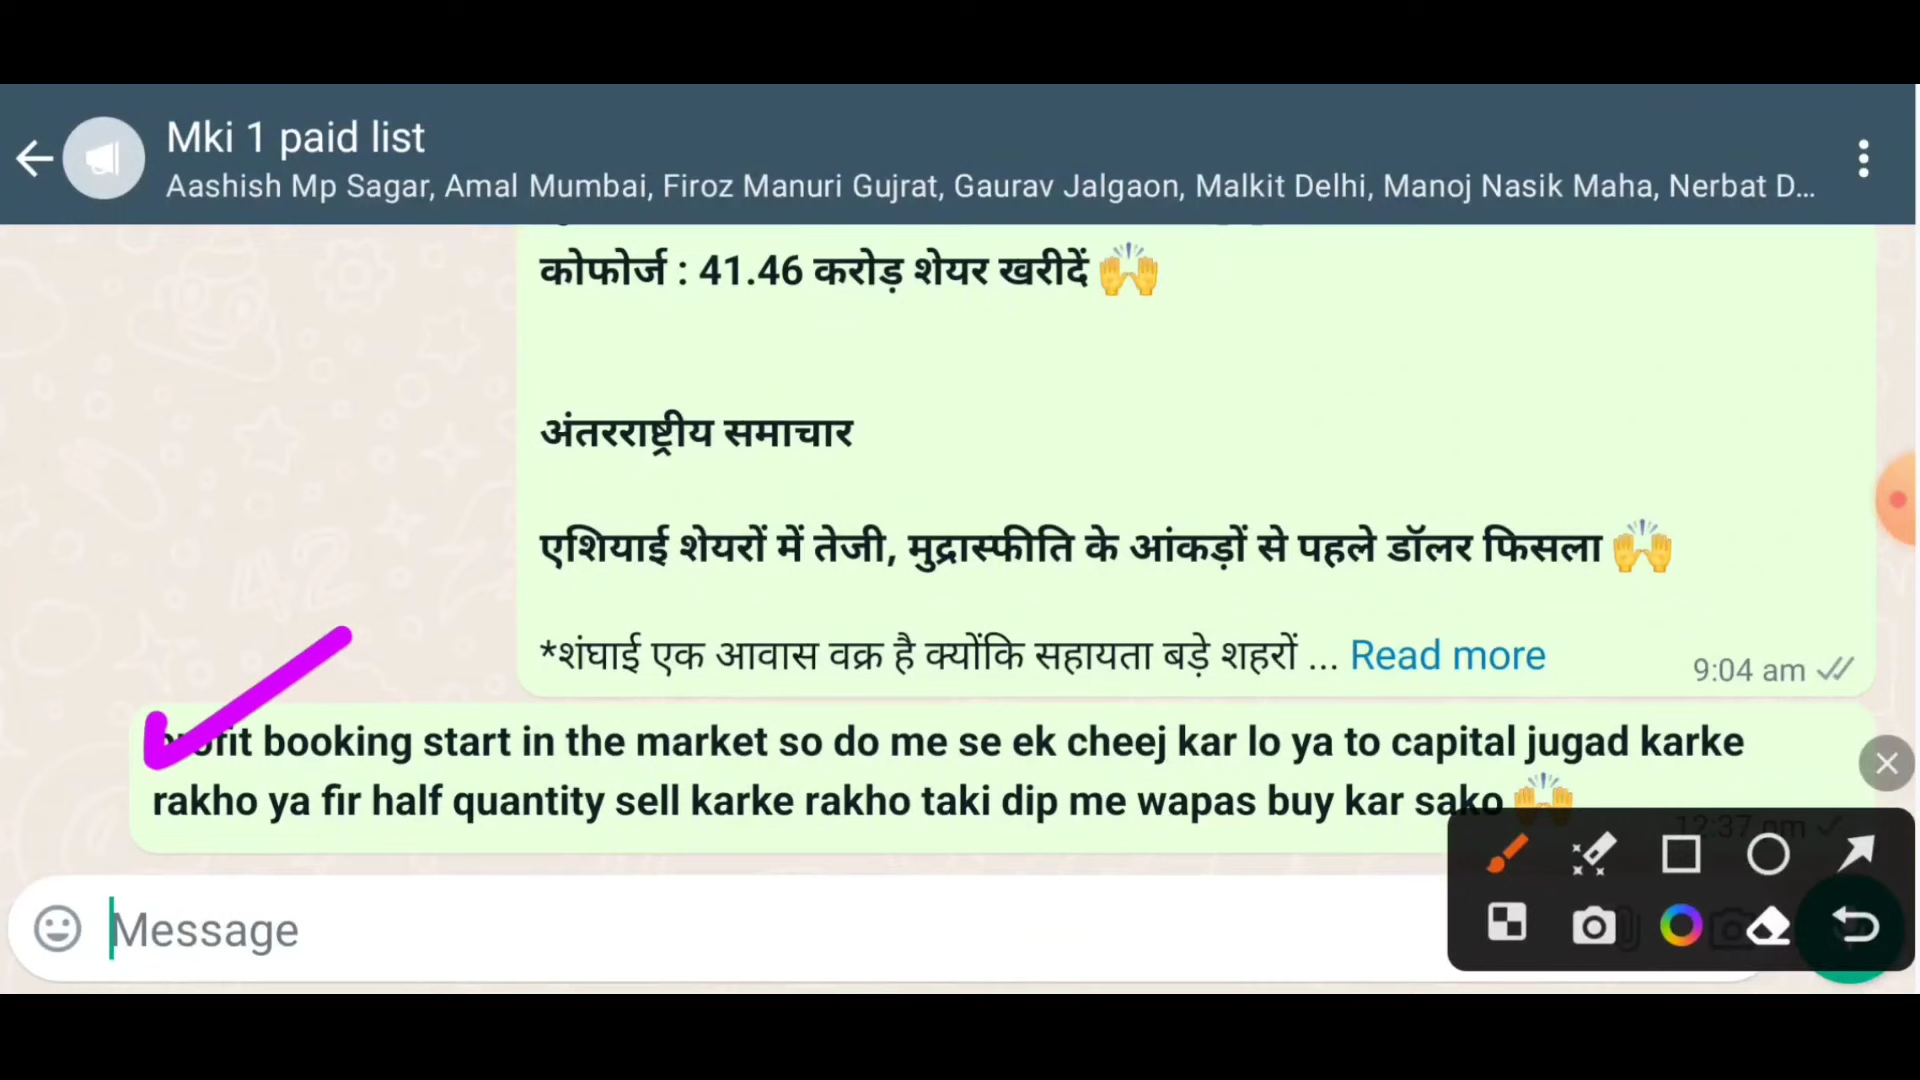 Mki 1 paid list
Aashish Mp Sagar, Amal Mumbai, Firoz Manuri Gujrat, Gaurav Jalgaon, Malkit Delhi, Manoj Nasik Maha, Nerbat D...
कोफोर्ज : 41.46 करोड़ शेयर खरीदें 🙌
अंतरराष्ट्रीय समाचार
एशियाई शेयरों में तेजी, मुद्रास्फीति के आंकड़ों से पहले डॉलर फिसला 🙌
*शंघाई एक आवास वक्र है क्योंकि सहायता बड़े शहरों ... Read more
9:04 am
profit booking start in the market so do me se ek cheej kar lo ya to capital jugad karke
rakho ya fir half quantity sell karke rakho taki dip me wapas buy kar sako 🙌
12:37 pm
Message